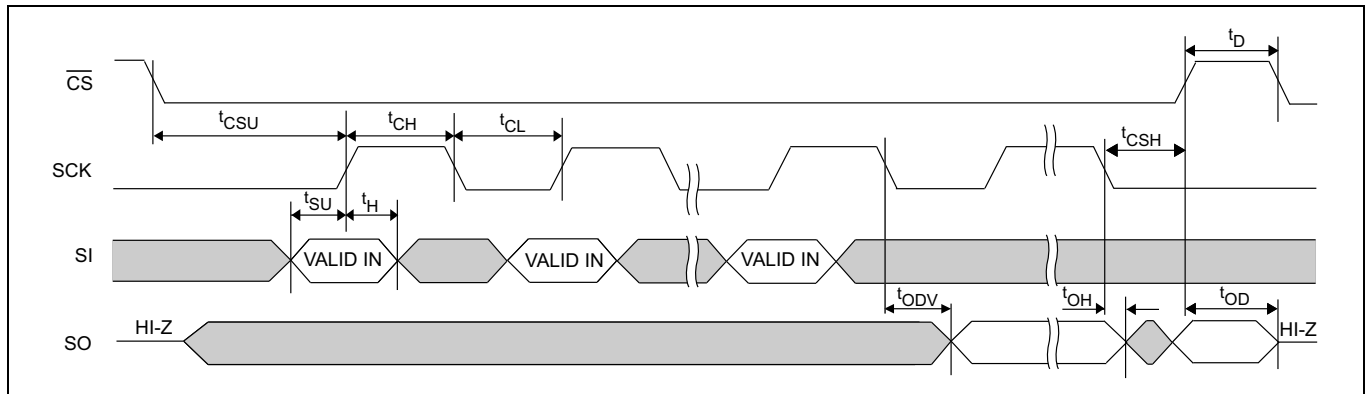 t_D
C̅S̅
t_CSU
t_CH
t_CL
t_CSH
SCK
t_SU
t_H
SI
VALID IN
VALID IN
VALID IN
t_ODV
t_OH
t_OD
SO
HI-Z
HI-Z